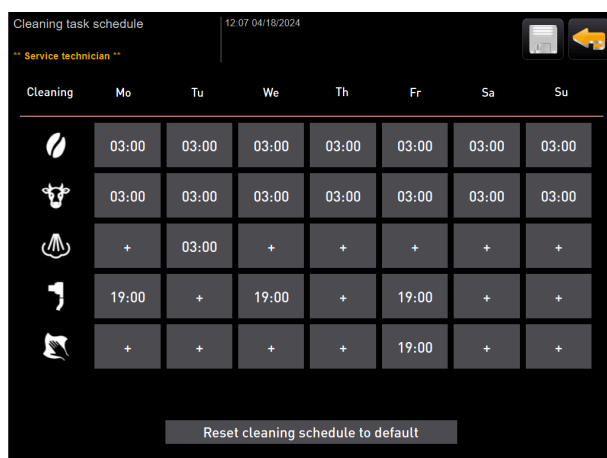 Cleaning task schedule 12:07 04/18/2024
** Service technician **
Cleaning Mo Tu We Th Fr Sa Su
03:00 03:00 03:00 03:00 03:00 03:00 03:00
03:00 03:00 03:00 03:00 03:00 03:00 03:00
+ 03:00 + + + + +
19:00 + 19:00 + 19:00 + +
+ + + + 19:00 + +
Reset cleaning schedule to default